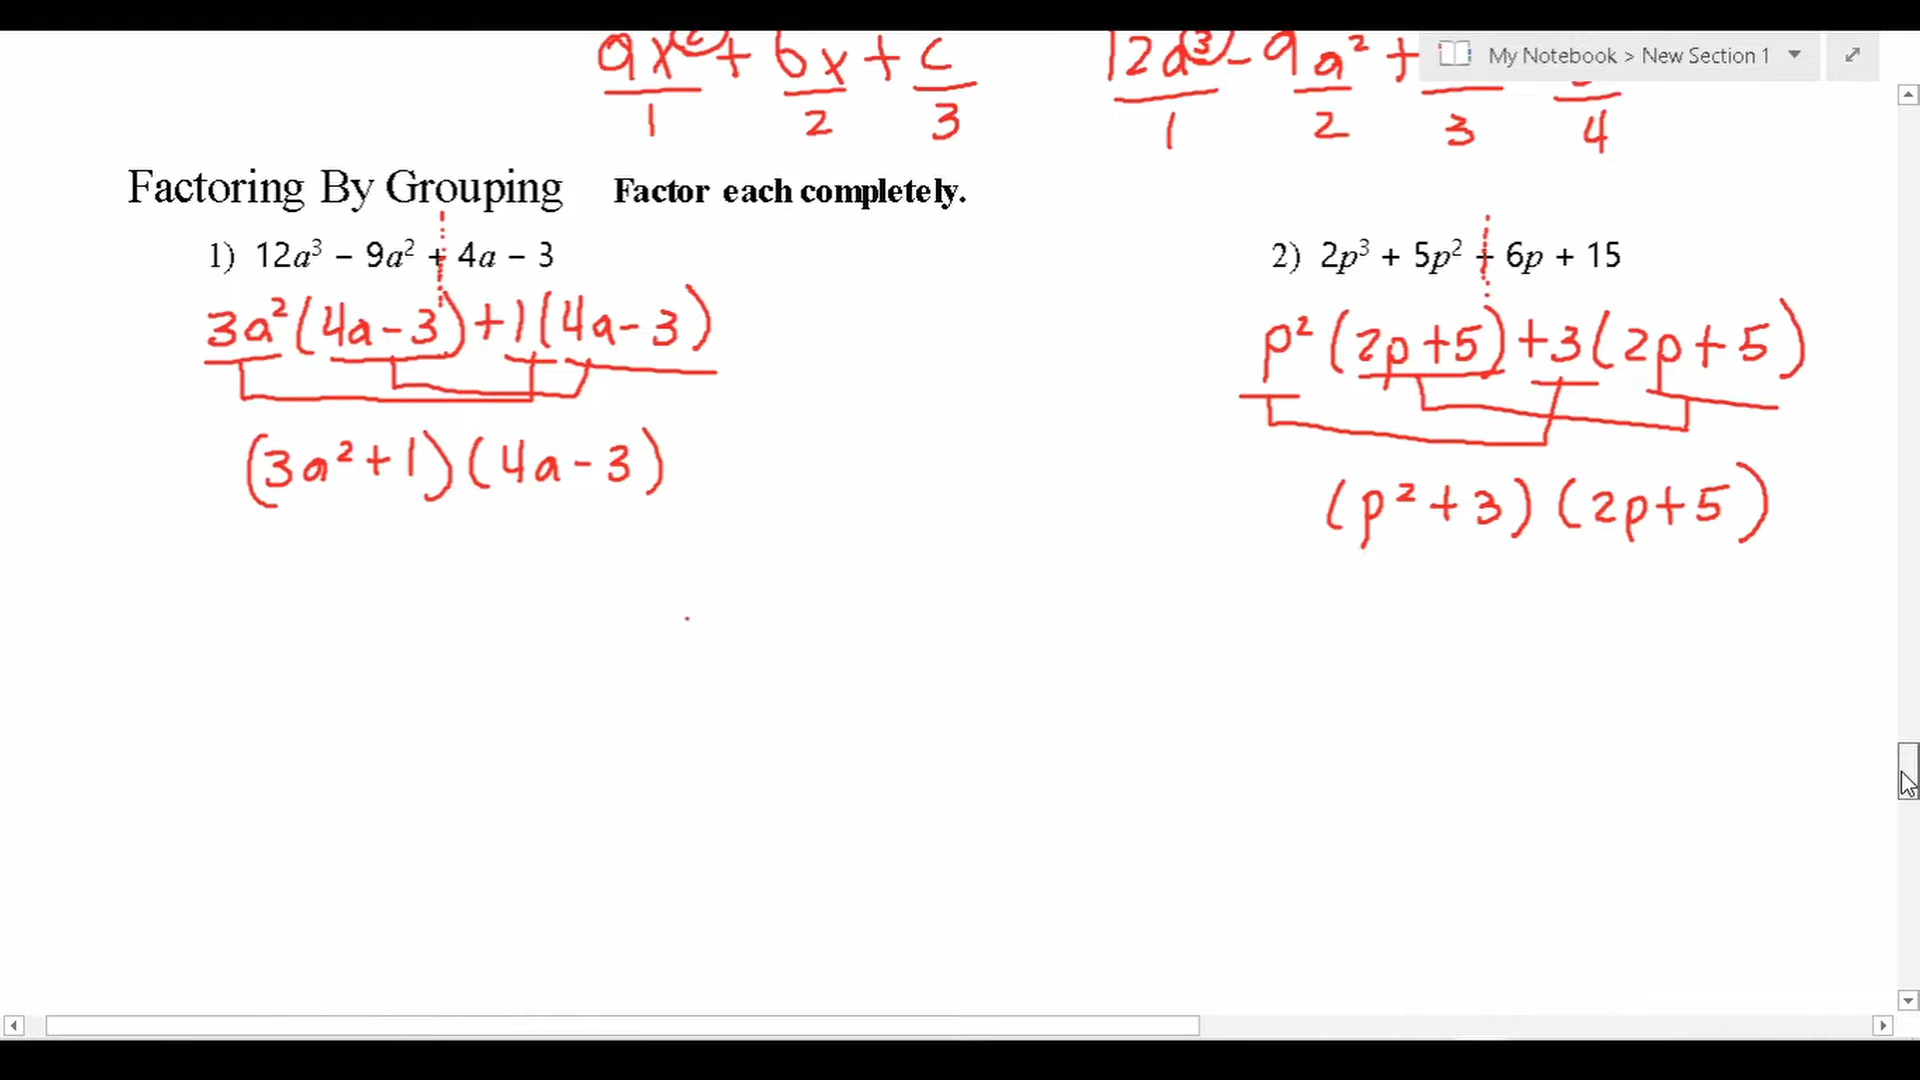 ax² + bx + c
12a³ - 9a² +
My Notebook > New Section 1
1 2 3
1 2 3 4
Factoring By Grouping Factor each completely.
1) 12a³ − 9a² + 4a − 3
2) 2p³ + 5p² + 6p + 15
3a²(4a-3)+1(4a-3)
p²(2p+5)+3(2p+5)
(3a²+1)(4a-3)
(p²+3)(2p+5)